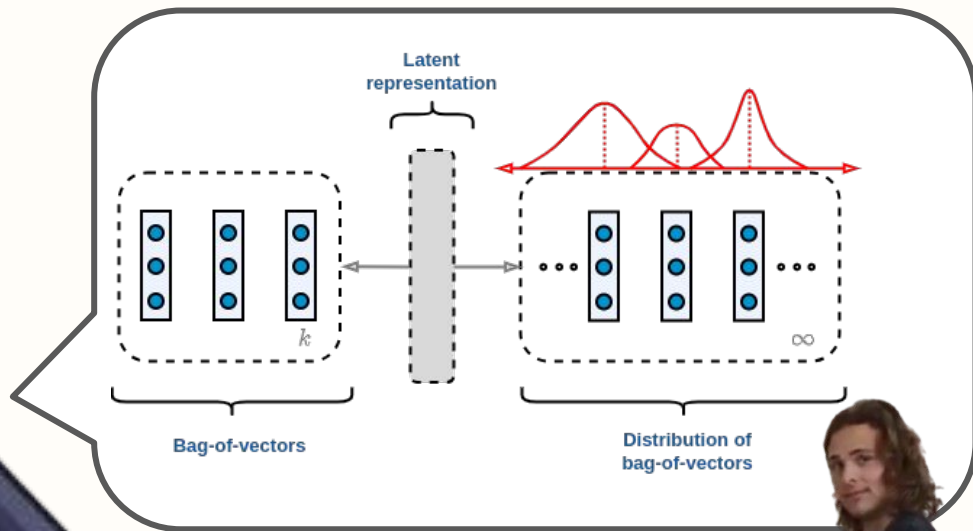 Latent
representation
k
∞
Bag-of-vectors
Distribution of
bag-of-vectors